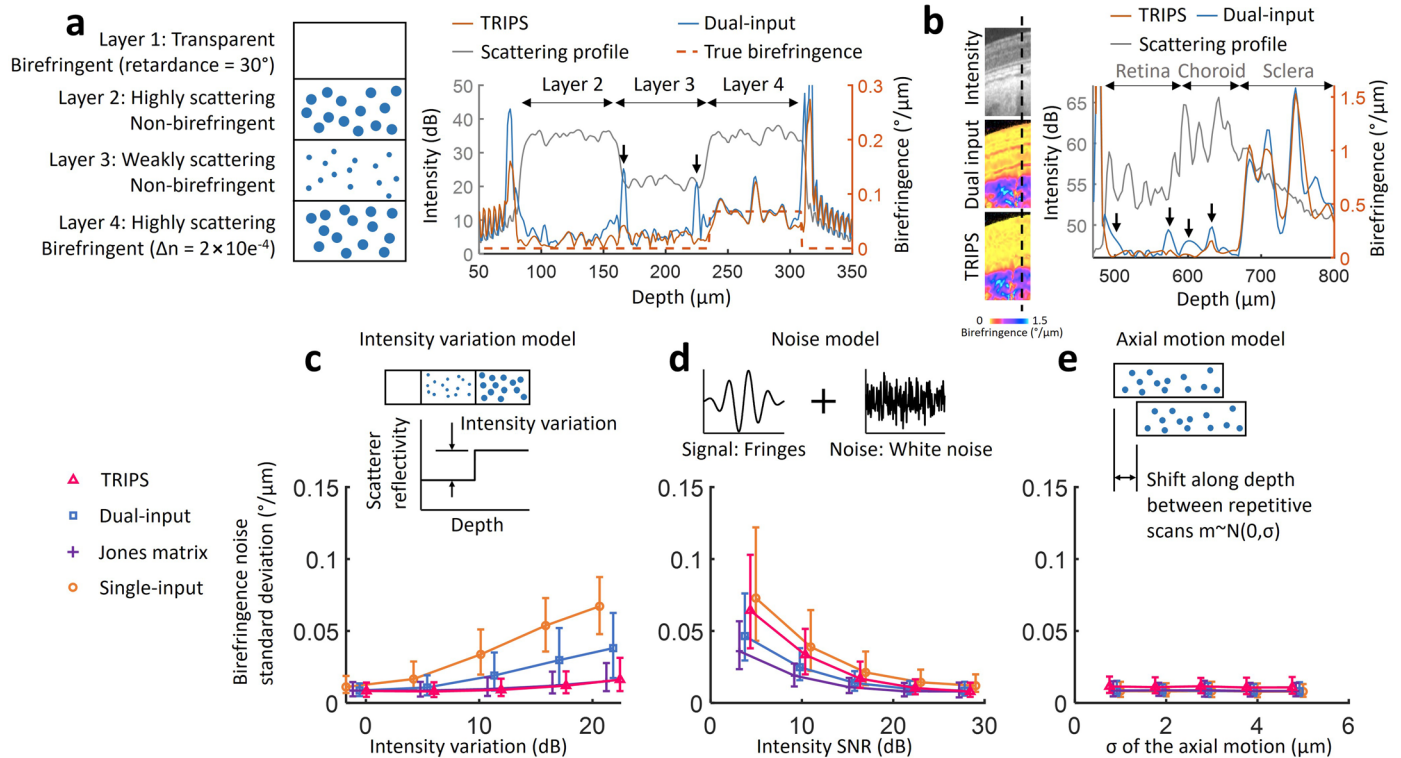 a
Layer 1: Transparent
Birefringent (retardance = 30°)
Layer 2: Highly scattering
Non-birefringent
Layer 3: Weakly scattering
Non-birefringent
Layer 4: Highly scattering
Birefringent (Δn = 2×10e⁻⁴)
TRIPS
Dual-input
Scattering profile
True birefringence
Layer 2
Layer 3
Layer 4
Intensity (dB)
50
40
30
20
10
0
0.3
0.2
0.1
0
Birefringence (°/μm)
50
100
150
200
250
300
350
Depth (μm)
b
Intensity
Dual input
TRIPS
0
1.5
Birefringence (°/μm)
TRIPS
Dual-input
Scattering profile
Retina
Choroid
Sclera
Intensity (dB)
65
60
55
50
1.5
1
0.5
0
Birefringence (°/μm)
500
600
700
800
Depth (μm)
c
Intensity variation model
Intensity variation
Scatterer
reflectivity
Depth
TRIPS
Dual-input
Jones matrix
Single-input
Birefringence noise
standard deviation (°/μm)
0.15
0.1
0.05
0
0
10
20
Intensity variation (dB)
d
Noise model
+
Signal: Fringes
Noise: White noise
0.15
0.1
0.05
0
0
10
20
30
Intensity SNR (dB)
e
Axial motion model
Shift along depth
between repetitive
scans m~N(0,σ)
0.15
0.1
0.05
0
0
2
4
6
σ of the axial motion (μm)